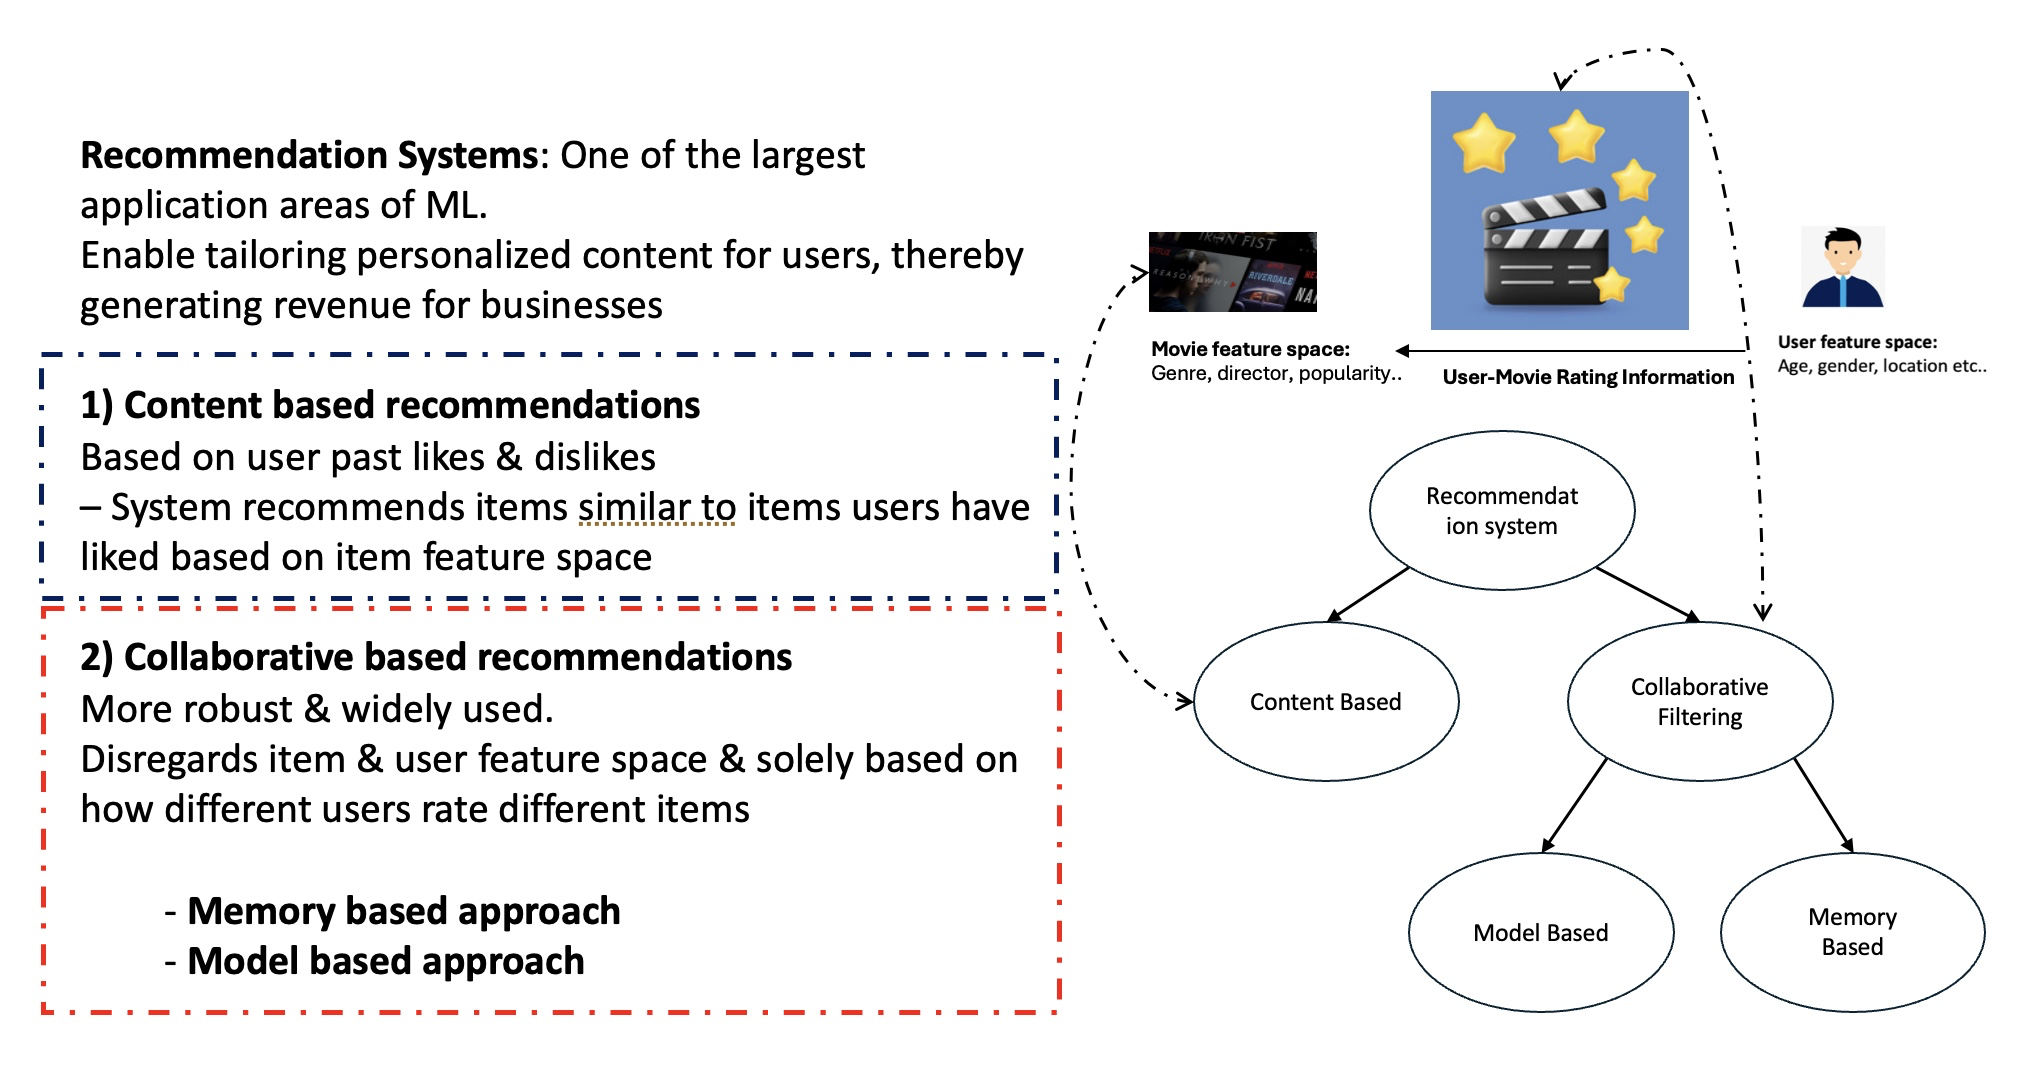 Recommendation Systems: One of the largest
application areas of ML.
Enable tailoring personalized content for users, thereby
generating revenue for businesses
1) Content based recommendations
Based on user past likes & dislikes
– System recommends items similar to items users have
liked based on item feature space
2) Collaborative based recommendations
More robust & widely used.
Disregards item & user feature space & solely based on
how different users rate different items
- Memory based approach
- Model based approach
IRON FIST
REASONS WHY
RIVERDALE
Movie feature space:
Genre, director, popularity..
User-Movie Rating Information
User feature space:
Age, gender, location etc..
Recommendat
ion system
Content Based
Collaborative
Filtering
Model Based
Memory
Based